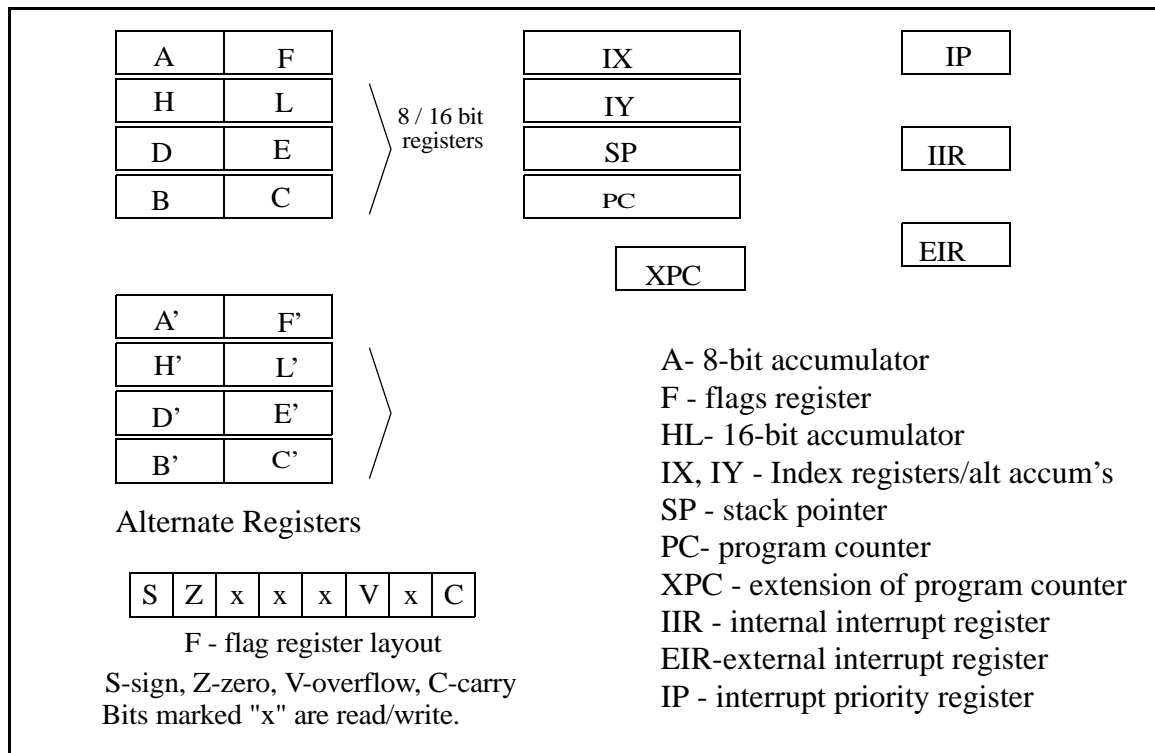 A F
H L
D E
B C
8 / 16 bit
registers
IX
IY
SP
PC
XPC
IP
IIR
EIR
A’ F’
H’ L’
D’ E’
B’ C’
Alternate Registers
S Z x x x V x C
F - flag register layout
S-sign, Z-zero, V-overflow, C-carry
Bits marked "x" are read/write.
A- 8-bit accumulator
F - flags register
HL- 16-bit accumulator
IX, IY - Index registers/alt accum’s
SP - stack pointer
PC- program counter
XPC - extension of program counter
IIR - internal interrupt register
EIR-external interrupt register
IP - interrupt priority register